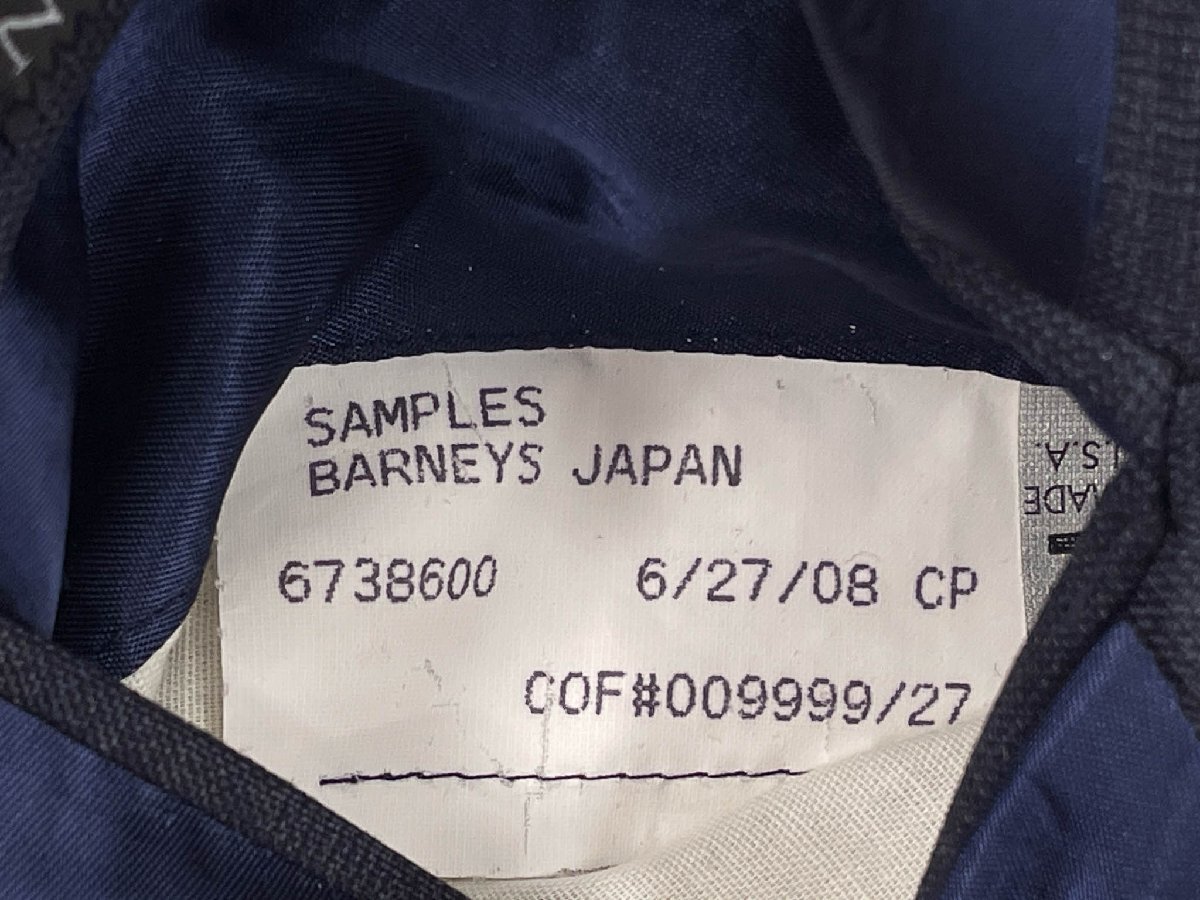 SAMPLES
BARNEYS JAPAN
6738600 6/27/08 CP
COF#009999/27